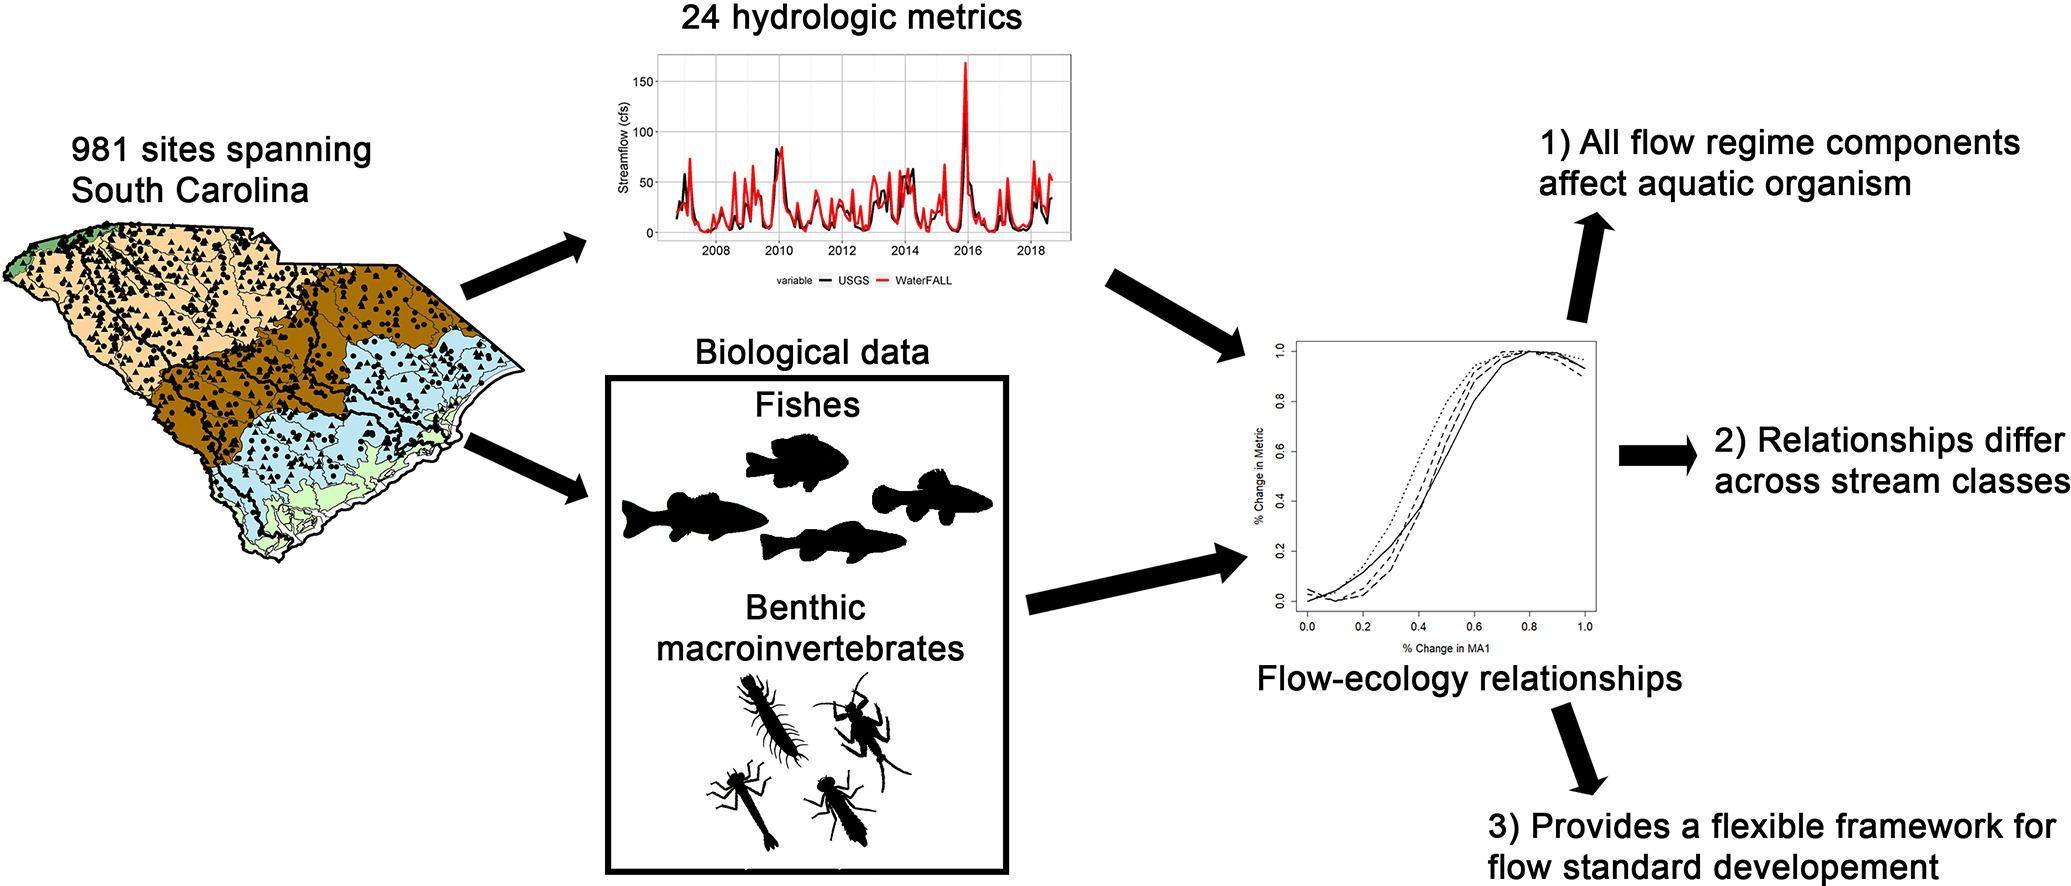 24 hydrologic metrics
981 sites spanning
South Carolina
Streamflow (cfs)
150
100
50
0
2008 2010 2012 2014 2016 2018
variable USGS WaterFALL
Biological data
Fishes
Benthic
macroinvertebrates
% Change in Metric
1.0
0.8
0.6
0.4
0.2
0.0
0.0 0.2 0.4 0.6 0.8 1.0
% Change in MA1
Flow-ecology relationships
1) All flow regime components
affect aquatic organism
2) Relationships differ
across stream classes
3) Provides a flexible framework for
flow standard developement